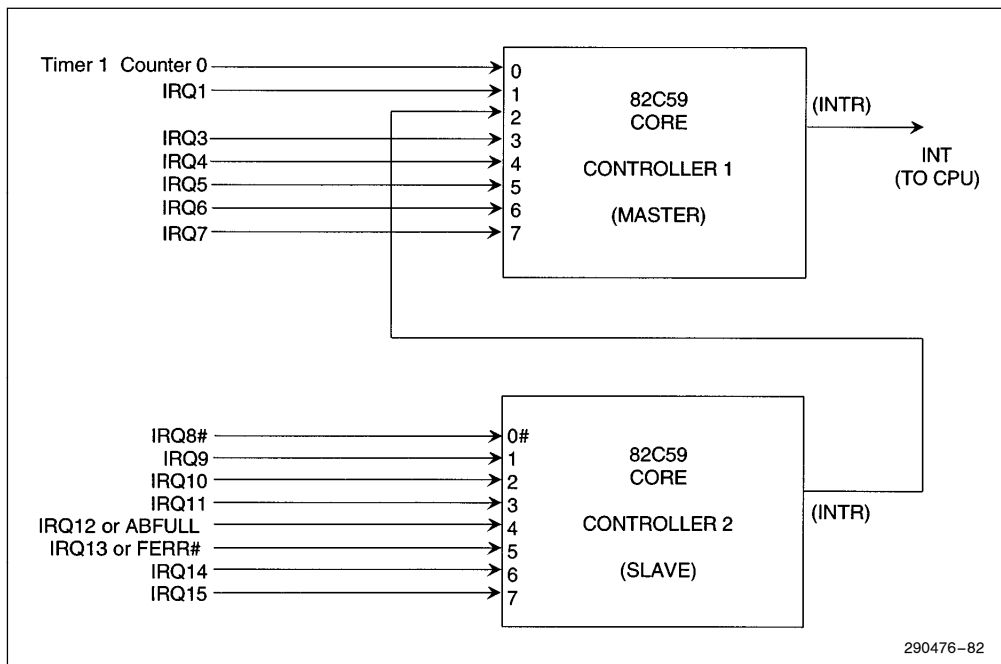 Timer 1 Counter 0
IRQ1
IRQ3
IRQ4
IRQ5
IRQ6
IRQ7
0
1
2
3
4
5
6
7
82C59
CORE
CONTROLLER 1
(MASTER)
(INTR)
INT
(TO CPU)
IRQ8#
IRQ9
IRQ10
IRQ11
IRQ12 or ABFULL
IRQ13 or FERR#
IRQ14
IRQ15
0#
1
2
3
4
5
6
7
82C59
CORE
CONTROLLER 2
(SLAVE)
(INTR)
290476–82